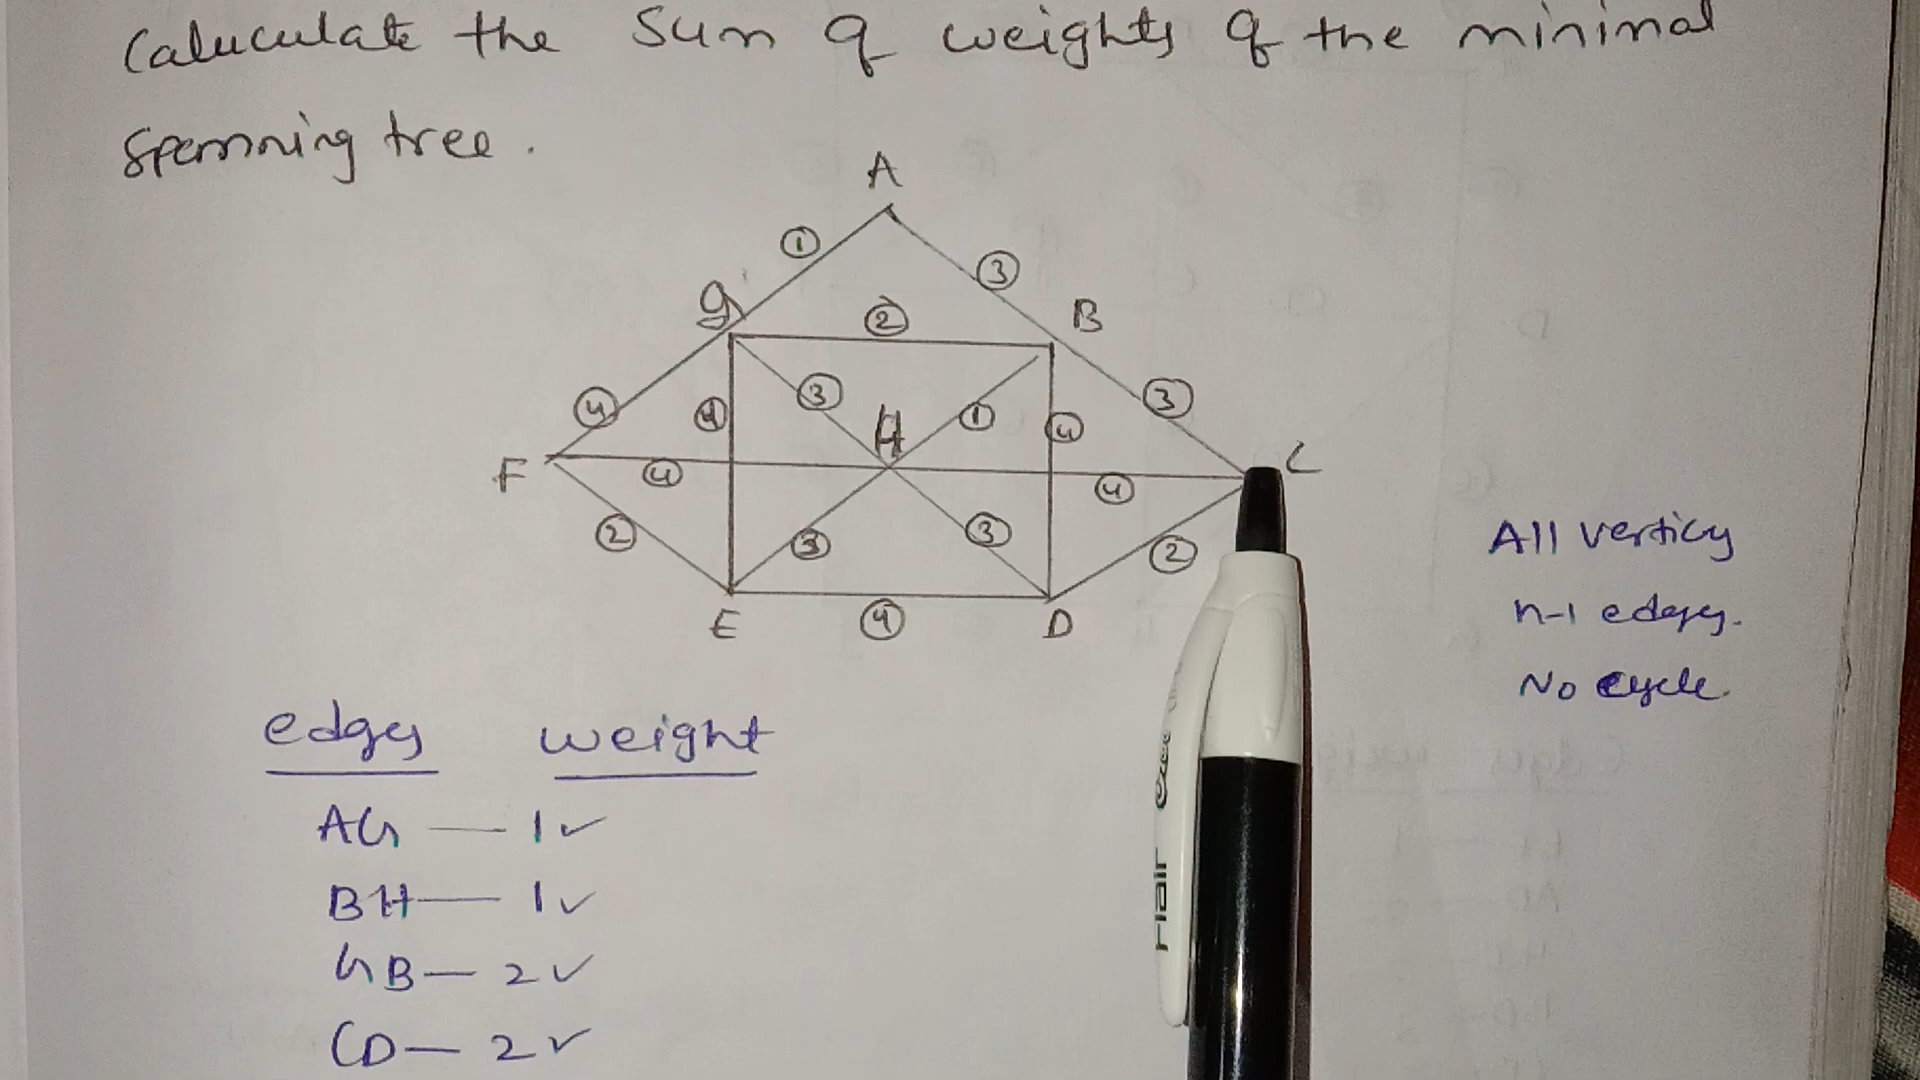 Caluculate the Sum of weights of the minimal
spanning tree.
A
1
3
G
2
B
4
4
3
H
1
4
3
F
4
4
C
2
3
3
2
E
4
D
All vertices
n-1 edges.
No cycle.
edges weight
AG — 1 ✓
BH — 1 ✓
GB — 2 ✓
CD — 2 ✓
Flair